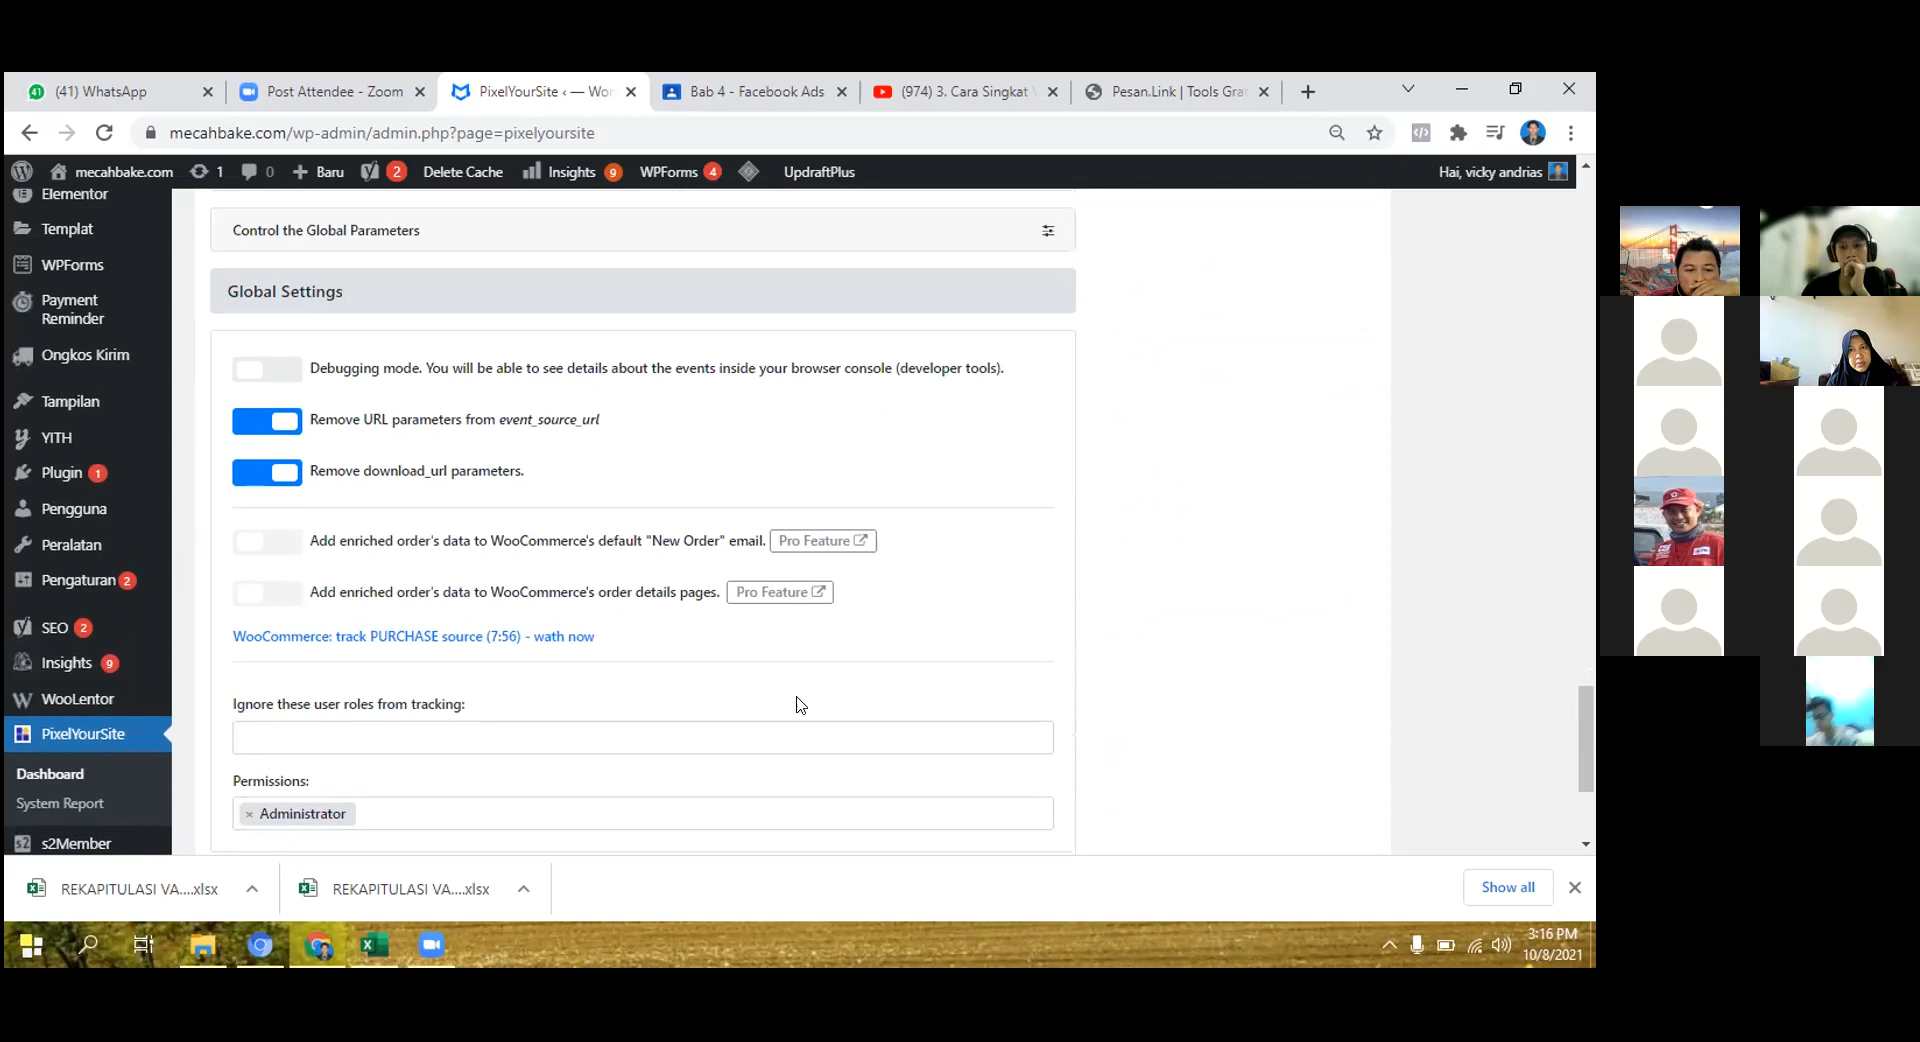 (41) WhatsApp
Post Attendee - Zoom
PixelYourSite ‹ — Wor
Bab 4 - Facebook Ads
(974) 3. Cara Singkat
Pesan.Link | Tools Grat
mecahbake.com/wp-admin/admin.php?page=pixelyoursite
mecahbake.com
1
0
Baru
2
Delete Cache
Insights 9
WPForms 4
UpdraftPlus
Hai, vicky andrias
Elementor
Templat
WPForms
Payment
Reminder
Ongkos Kirim
Tampilan
YITH
Plugin 1
Pengguna
Peralatan
Pengaturan 2
SEO 2
Insights 9
WooLentor
PixelYourSite
Dashboard
System Report
s2Member
Control the Global Parameters
Global Settings
Debugging mode. You will be able to see details about the events inside your browser console (developer tools).
Remove URL parameters from event_source_url
Remove download_url parameters.
Add enriched order's data to WooCommerce's default "New Order" email. Pro Feature
Add enriched order's data to WooCommerce's order details pages. Pro Feature
WooCommerce: track PURCHASE source (7:56) - wath now
Ignore these user roles from tracking:
Permissions:
× Administrator
REKAPITULASI VA....xlsx
REKAPITULASI VA....xlsx
Show all
3:16 PM
10/8/2021